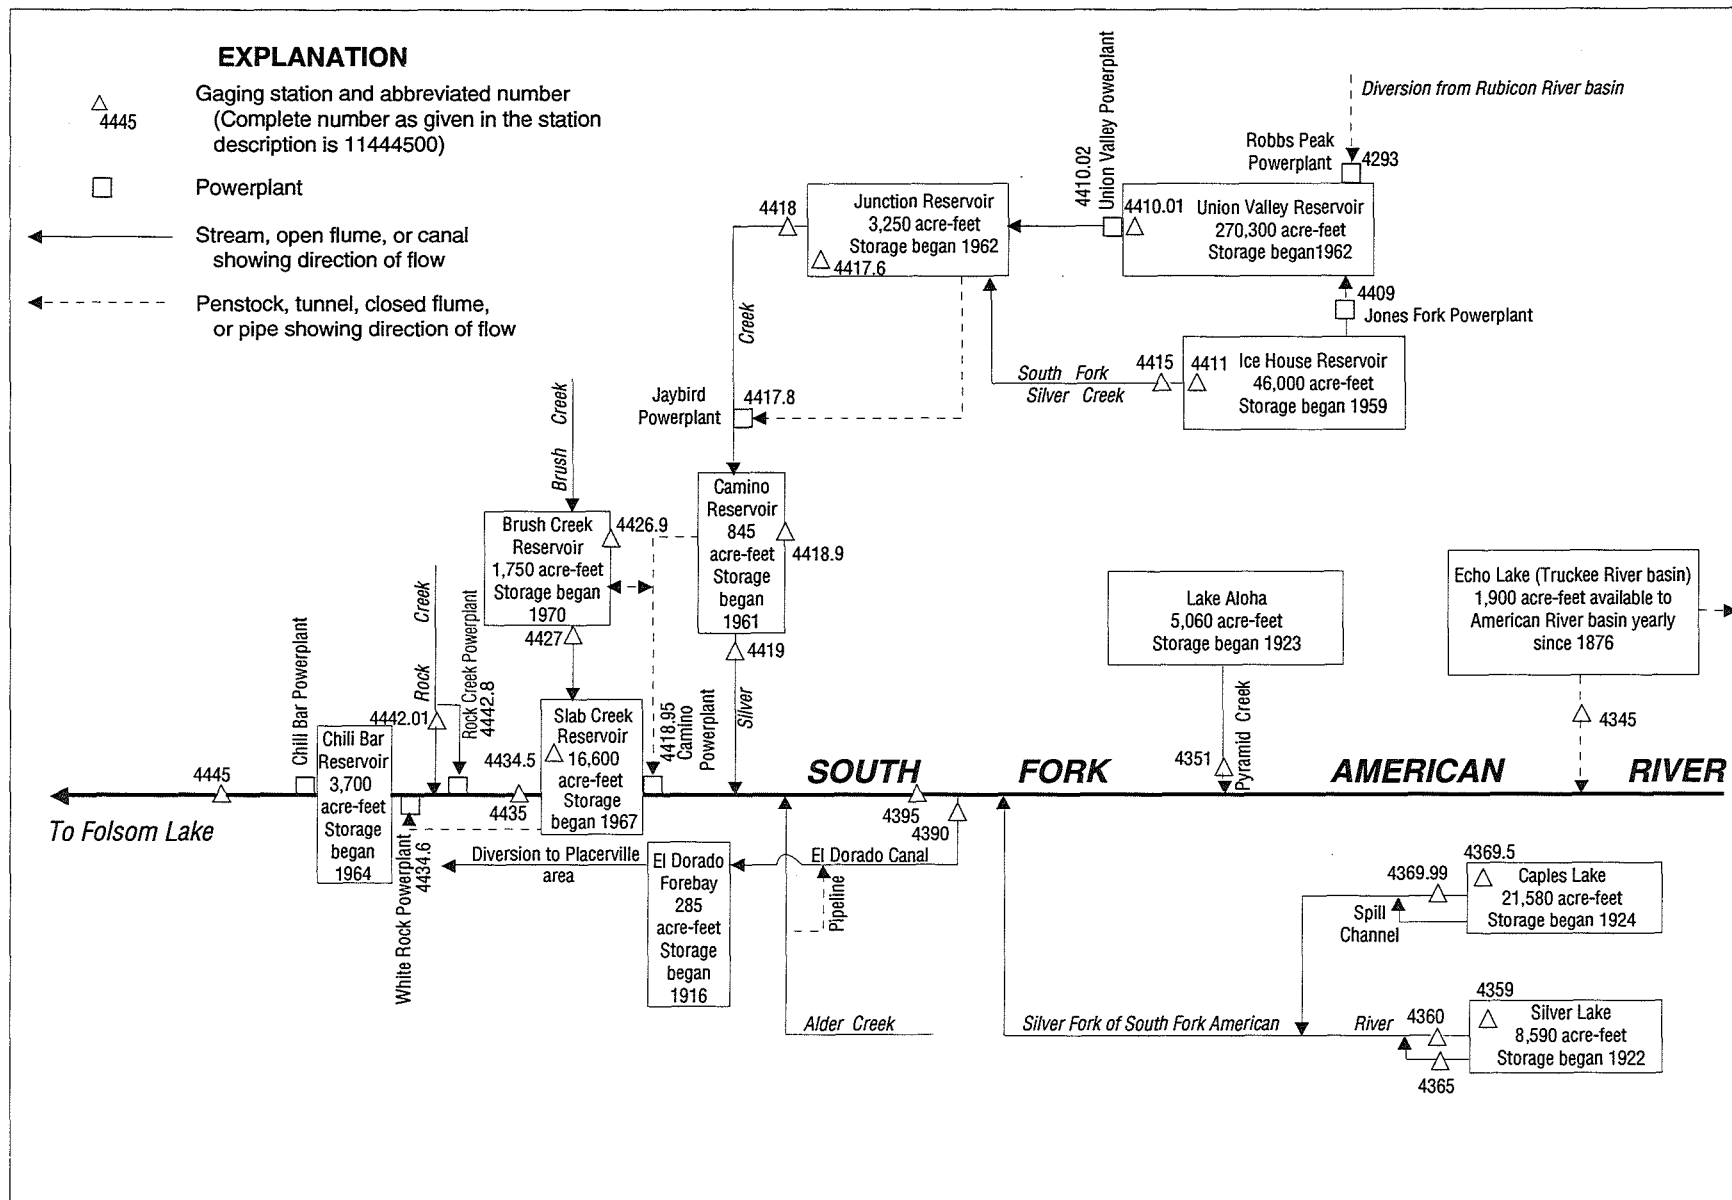 EXPLANATION
Gaging station and abbreviated number
(Complete number as given in the station
description is 11444500)
4445
Powerplant
Stream, open flume, or canal
showing direction of flow
Penstock, tunnel, closed flume,
or pipe showing direction of flow
Diversion from Rubicon River basin
Robbs Peak
Powerplant
4293
4410.02
Union Valley Powerplant
4410.01
Union Valley Reservoir
270,300 acre-feet
Storage began1962
4418
Junction Reservoir
3,250 acre-feet
Storage began 1962
4417.6
4409
Jones Fork Powerplant
4415
4411
Ice House Reservoir
46,000 acre-feet
Storage began 1959
South Fork
Silver Creek
Creek
Jaybird
Powerplant
4417.8
Brush Creek
Camino
Reservoir
845
acre-feet
Storage
began
1961
4418.9
4419
Silver
Brush Creek
Reservoir
1,750 acre-feet
Storage began
1970
4426.9
4427
Rock Creek
Rock Creek Powerplant
4442.8
4442.01
Chili Bar Powerplant
Chili Bar
Reservoir
3,700
acre-feet
Storage
began
1964
4434.5
4435
Slab Creek
Reservoir
16,600
acre-feet
Storage
began 1967
4418.95
Camino
Powerplant
Lake Aloha
5,060 acre-feet
Storage began 1923
Pyramid Creek
4351
Echo Lake (Truckee River basin)
1,900 acre-feet available to
American River basin yearly
since 1876
4345
SOUTH FORK AMERICAN RIVER
4445
To Folsom Lake
White Rock Powerplant
4434.6
Diversion to Placerville
area
El Dorado
Forebay
285
acre-feet
Storage
began
1916
El Dorado Canal
Pipeline
4395
4390
Alder Creek
4369.99
4369.5
Caples Lake
21,580 acre-feet
Storage began 1924
Spill
Channel
Silver Fork of South Fork American River
4360
4359
Silver Lake
8,590 acre-feet
Storage began 1922
4365